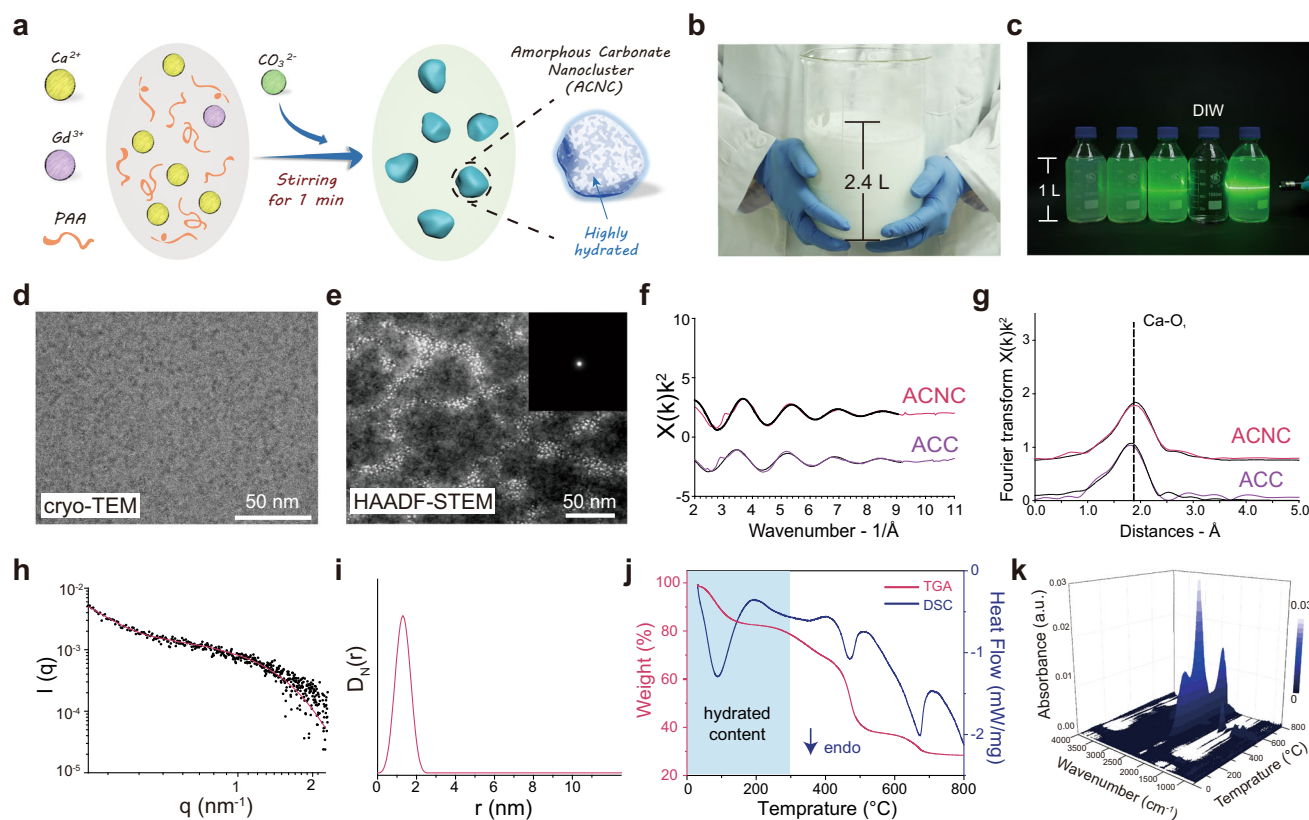 a
Ca²⁺
Gd³⁺
PAA
CO₃²⁻
Stirring
for 1 min
Amorphous Carbonate
Nanocluster
(ACNC)
Highly
hydrated
b
2.4 L
c
DIW
1 L
d
cryo-TEM
50 nm
e
HAADF-STEM
50 nm
f
X(k)k²
10
5
0
-5
ACNC
ACC
2 3 4 5 6 7 8 9 10 11
Wavenumber - 1/Å
g
Fourier transform X(k)k²
3
2
1
0
Ca-O₁
ACNC
ACC
0.0 1.0 2.0 3.0 4.0 5.0
Distances - Å
h
I (q)
10⁻²
10⁻³
10⁻⁴
10⁻⁵
1 2
q (nm⁻¹)
i
D_N(r)
0 2 4 6 8 10
r (nm)
j
Weight (%)
100
80
60
40
20
TGA
DSC
hydrated
content
endo
0
-1
-2
Heat Flow (mW/mg)
0 200 400 600 800
Temprature (°C)
k
Absorbance (a.u.)
0.03
0.02
0.01
0.00
0.03
0
4000
3500
3000
2500
2000
1500
1000
Wavenumber (cm⁻¹)
0
200
400
600
800
Temprature (°C)